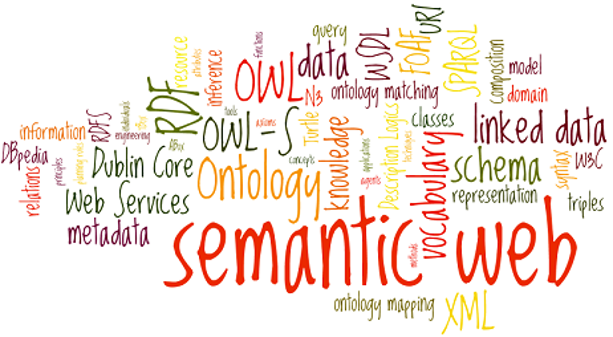 query
functions
WSDL
FOAF
URI
SPARQL
composition
model
domain
resource
attributes
inference
OWL
data
N3
ontology matching
RDF
RDFS
individuals
engineering
information
DBpedia
principles
relations
planning
rules
ABox
tools
axioms
OWL-S
Turtle
concepts
knowledge
applications
agents
Description Logics
techniques
classes
vocabulary
linked data
W3C
syntax
schema
representation
triples
Dublin Core
Web Services
metadata
Ontology
semantic web
methods
ontology mapping
XML